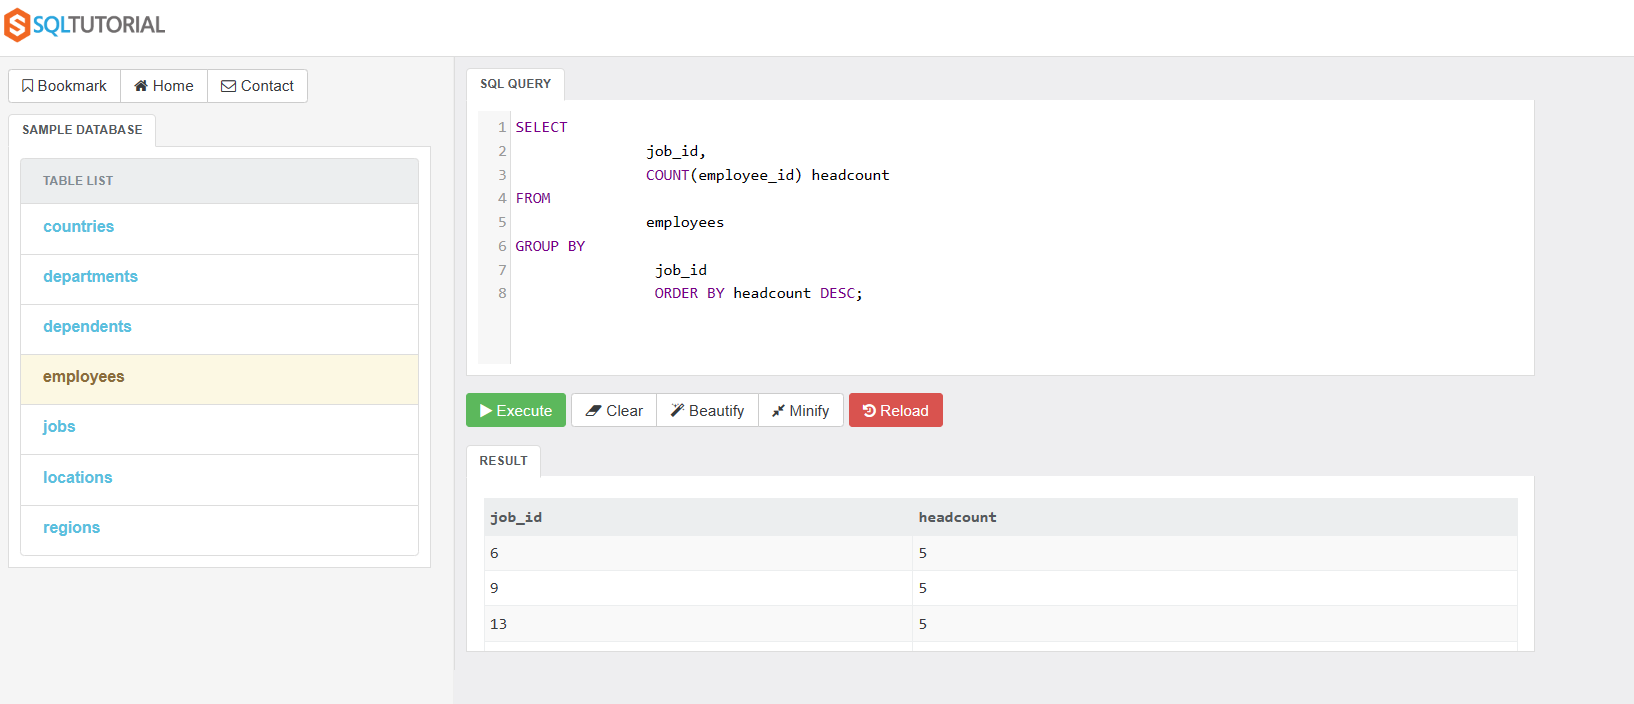 SQLTUTORIAL
Bookmark Home Contact
SAMPLE DATABASE
TABLE LIST
countries
departments
dependents
employees
jobs
locations
regions
SQL QUERY
1 SELECT
2 job_id,
3 COUNT(employee_id) headcount
4 FROM
5 employees
6 GROUP BY
7 job_id
8 ORDER BY headcount DESC;
Execute Clear Beautify Minify Reload
RESULT
job_id headcount
6 5
9 5
13 5